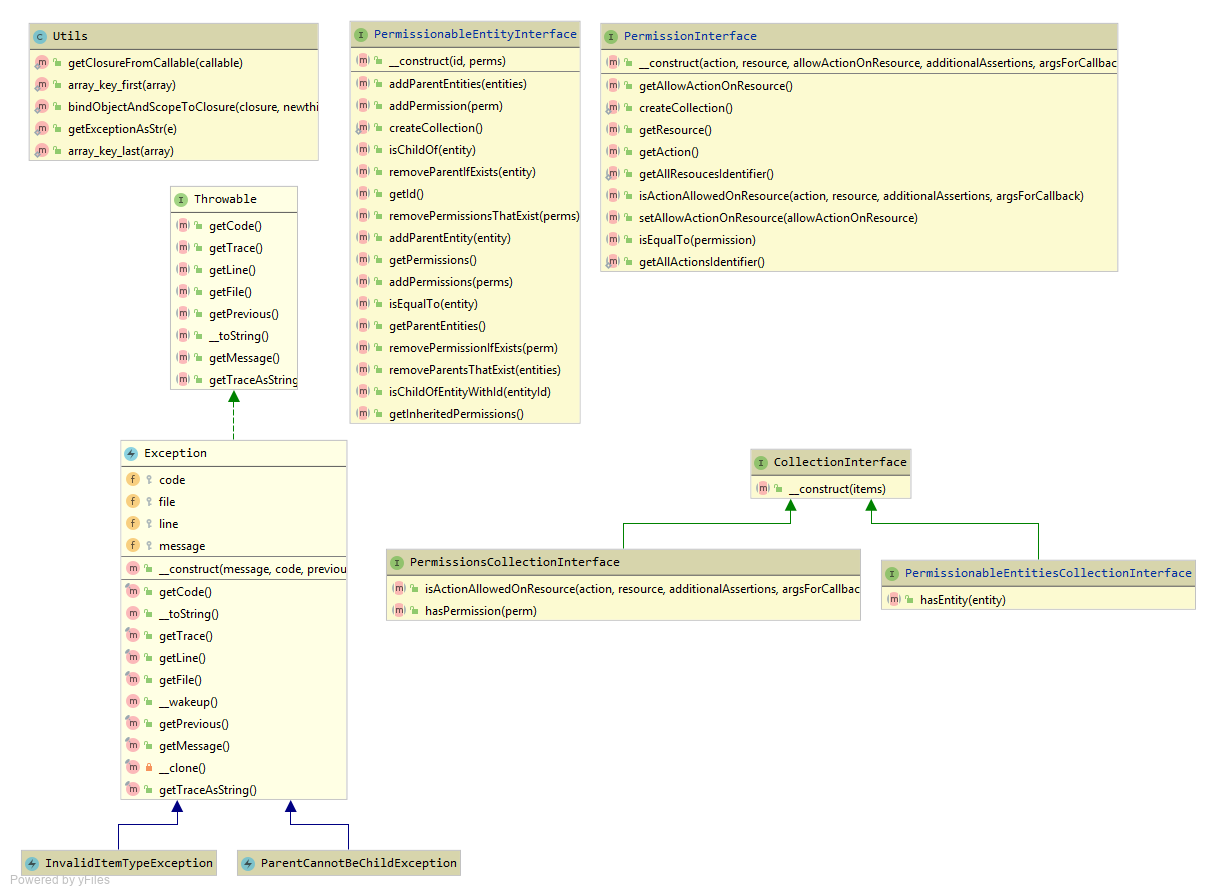 Utils
getClosureFromCallable(callable)
array_key_first(array)
bindObjectAndScopeToClosure(closure, newthi
getExceptionAsStr(e)
array_key_last(array)
PermissionableEntityInterface
__construct(id, perms)
addParentEntities(entities)
addPermission(perm)
createCollection()
isChildOf(entity)
removeParentIfExists(entity)
getId()
removePermissionsThatExist(perms)
addParentEntity(entity)
getPermissions()
addPermissions(perms)
isEqualTo(entity)
getParentEntities()
removePermissionIfExists(perm)
removeParentsThatExist(entities)
isChildOfEntityWithId(entityId)
getInheritedPermissions()
PermissionInterface
__construct(action, resource, allowActionOnResource, additionalAssertions, argsForCallbac
getAllowActionOnResource()
createCollection()
getResource()
getAction()
getAllResoucesIdentifier()
isActionAllowedOnResource(action, resource, additionalAssertions, argsForCallback)
setAllowActionOnResource(allowActionOnResource)
isEqualTo(permission)
getAllActionsIdentifier()
Throwable
getCode()
getTrace()
getLine()
getFile()
getPrevious()
__toString()
getMessage()
getTraceAsString
Exception
code
file
line
message
__construct(message, code, previou
getCode()
__toString()
getTrace()
getLine()
getFile()
__wakeup()
getPrevious()
getMessage()
__clone()
getTraceAsString()
CollectionInterface
__construct(items)
PermissionsCollectionInterface
isActionAllowedOnResource(action, resource, additionalAssertions, argsForCallbac
hasPermission(perm)
PermissionableEntitiesCollectionInterface
hasEntity(entity)
InvalidItemTypeException
ParentCannotBeChildException
Powered by yFiles